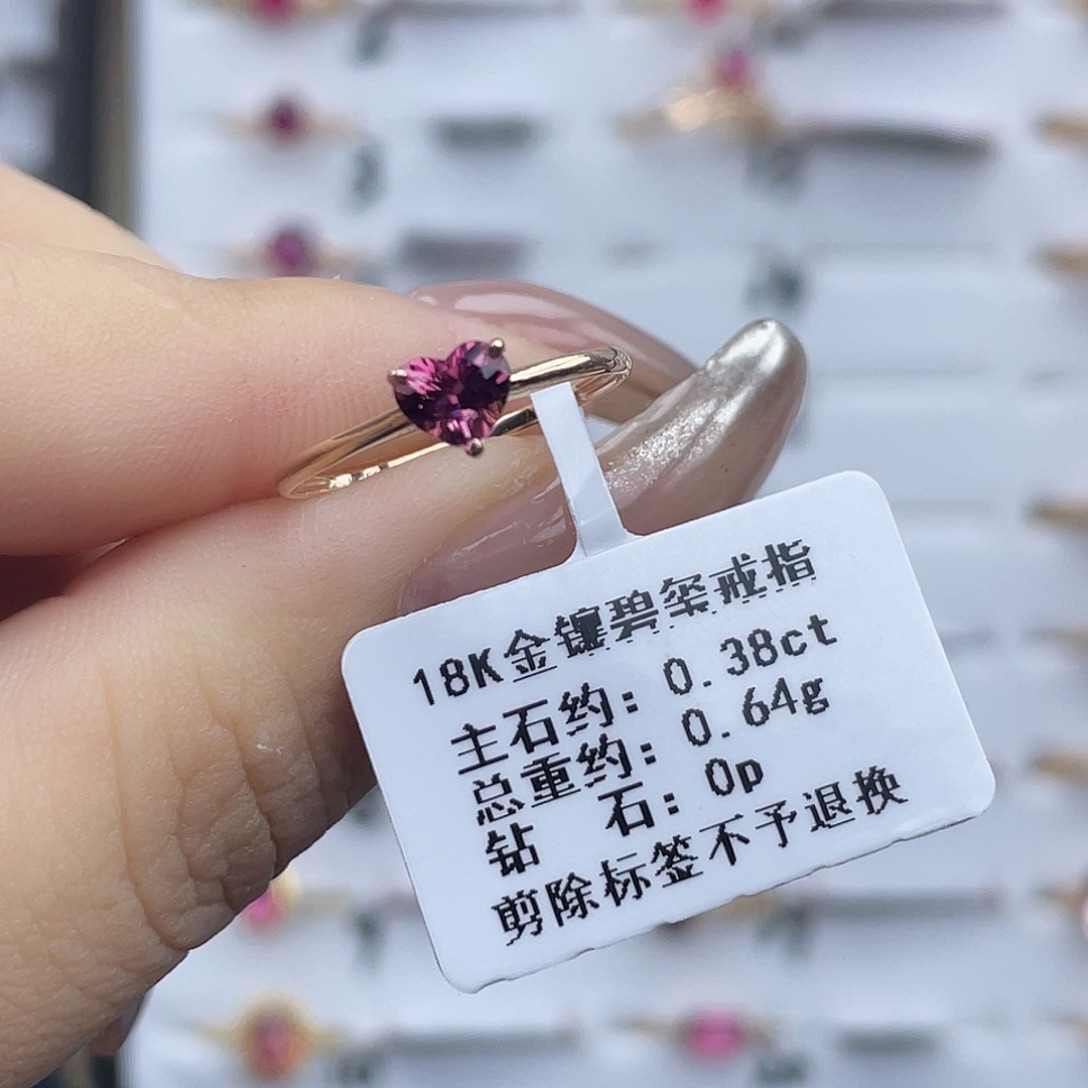 18K金镶碧玺戒指
主石约：0.38ct
总重约：0.64g
钻 石：0p
剪除标签不予退换